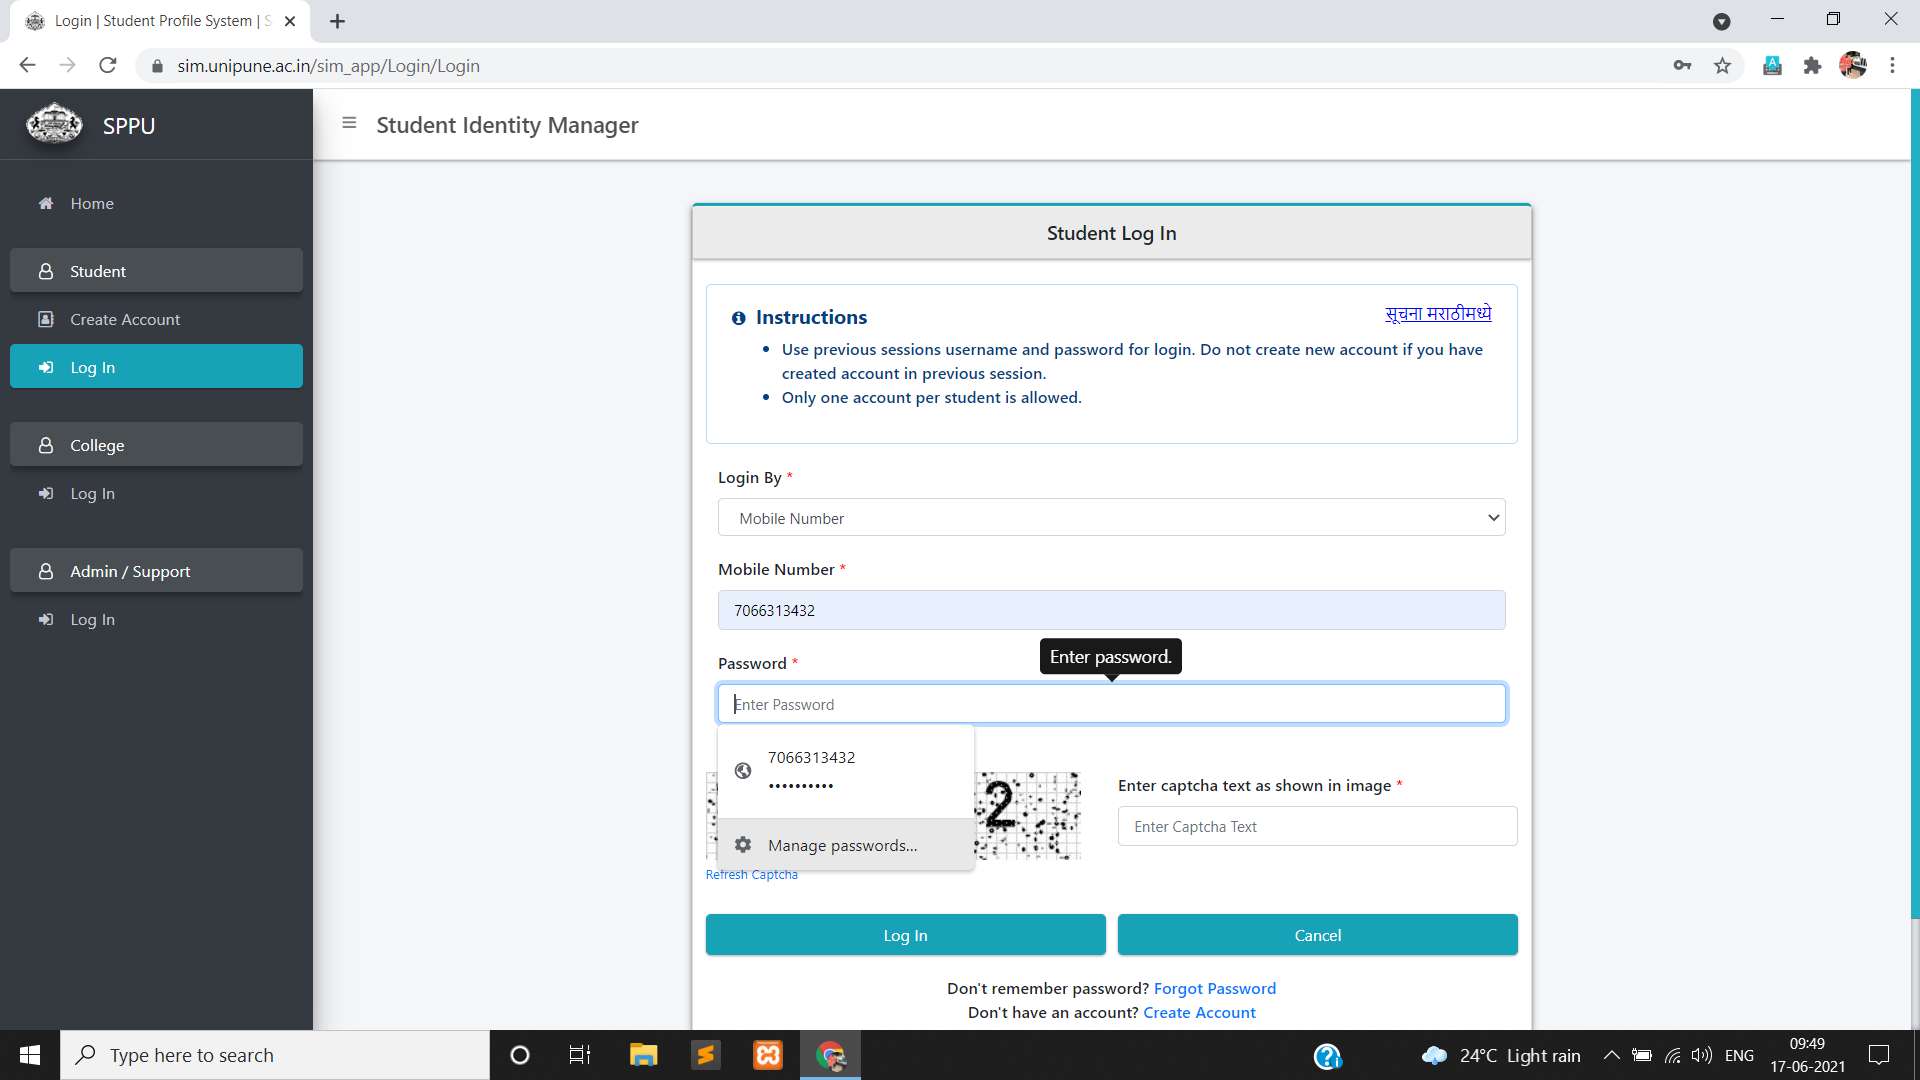 Login | Student Profile System | S
sim.unipune.ac.in/sim_app/Login/Login
SPPU
Student Identity Manager
Home
Student
Create Account
Log In
College
Log In
Admin / Support
Log In
Student Log In
Instructions
सूचना मराठीमध्ये
Use previous sessions username and password for login. Do not create new account if you have
created account in previous session.
Only one account per student is allowed.
Login By *
Mobile Number
Mobile Number *
7066313432
Enter password.
Password *
Enter Password
7066313432
••••••••••
Manage passwords...
2
Enter captcha text as shown in image *
Enter Captcha Text
Refresh Captcha
Log In
Cancel
Don't remember password? Forgot Password
Don't have an account? Create Account
Type here to search
24°C Light rain
ENG
09:49
17-06-2021